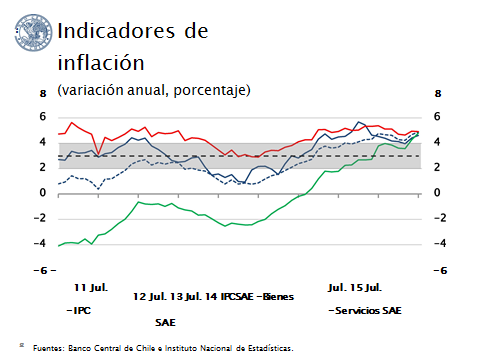 Indicadores de
inflación
(variación anual, porcentaje)
8 8
6 6
4 4
2 2
0 0
−2 −2
−4 −4
−6 − −6
11 Jul. Jul. 15 Jul.
12 Jul. 13 Jul. 14 IPCSAE −Bienes
− IPC − Servicios SAE
SAE
Fuentes: Banco Central de Chile e Instituto Nacional de Estadísticas.